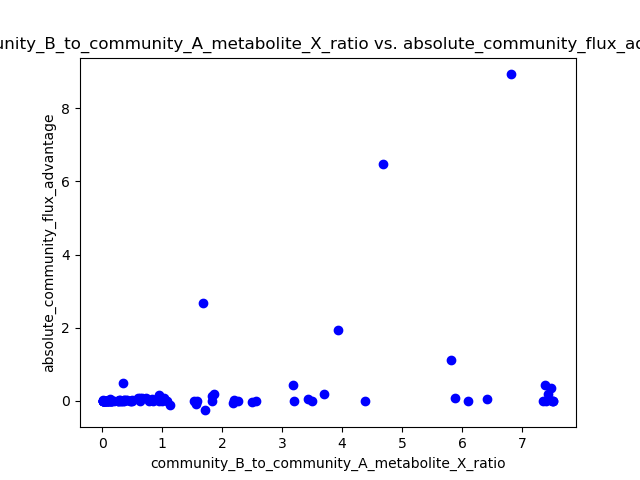 unity_B_to_community_A_metabolite_X_ratio vs. absolute_community_flux_ad
absolute_community_flux_advantage
8
6
4
2
0
0 1 2 3 4 5 6 7
community_B_to_community_A_metabolite_X_ratio